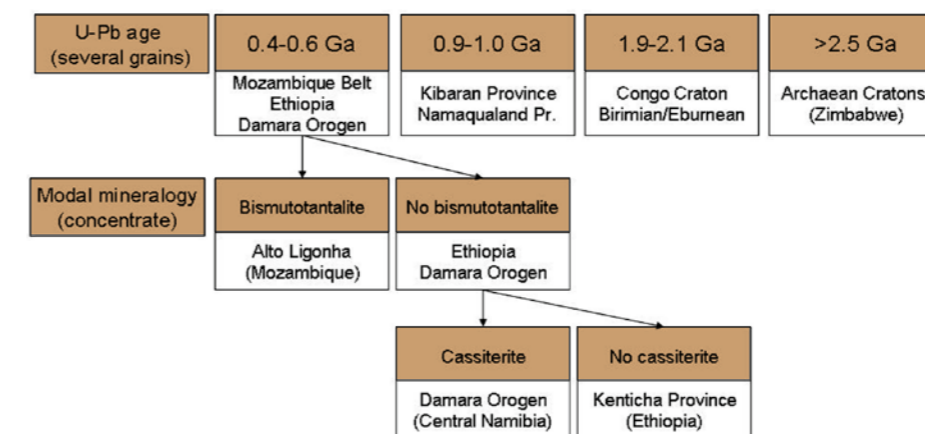 U-Pb age
(several grains)
0.4-0.6 Ga
0.9-1.0 Ga
1.9-2.1 Ga
>2.5 Ga
Mozambique Belt
Ethiopia
Damara Orogen
Kibaran Province
Namaqualand Pr.
Congo Craton
Birimian/Eburnean
Archaean Cratons
(Zimbabwe)
Modal mineralogy
(concentrate)
Bismutotantalite
No bismutotantalite
Alto Ligonha
(Mozambique)
Ethiopia
Damara Orogen
Cassiterite
No cassiterite
Damara Orogen
(Central Namibia)
Kenticha Province
(Ethiopia)